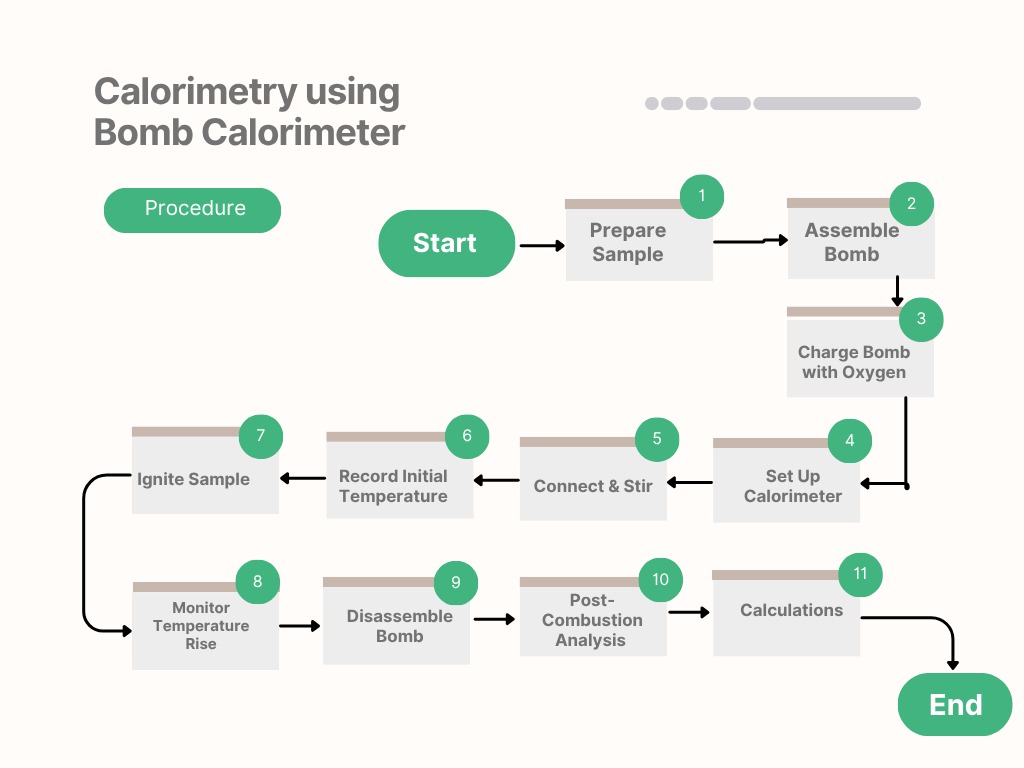 Calorimetry using
Bomb Calorimeter
Procedure
Start
1
Prepare
Sample
2
Assemble
Bomb
3
Charge Bomb
with Oxygen
4
Set Up
Calorimeter
5
Connect & Stir
6
Record Initial
Temperature
7
Ignite Sample
8
Monitor
Temperature
Rise
9
Disassemble
Bomb
10
Post-
Combustion
Analysis
11
Calculations
End